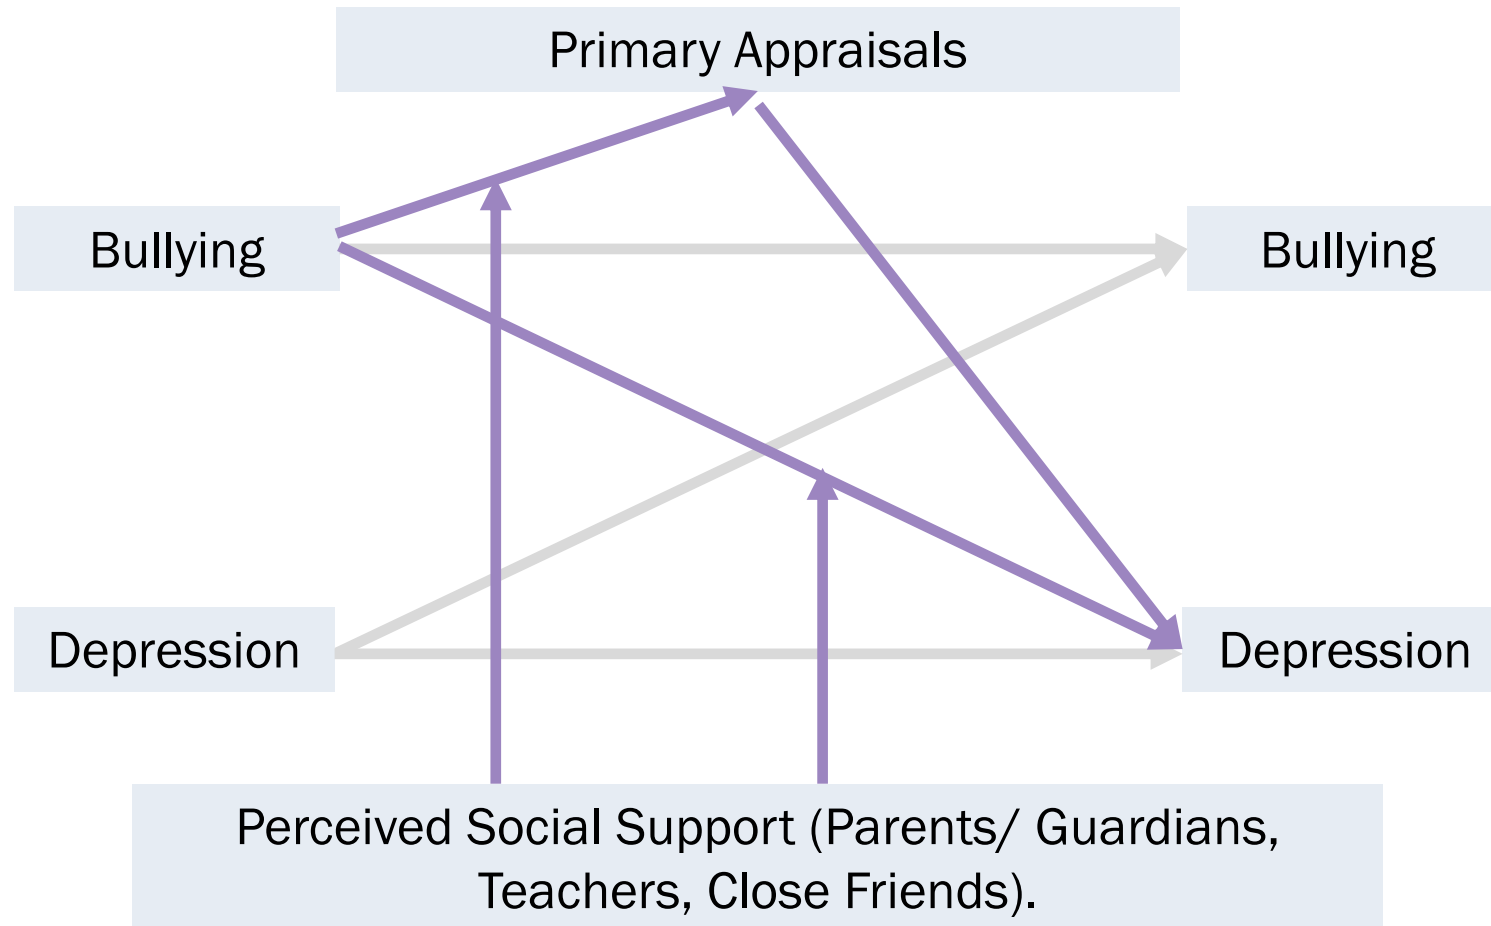 Primary Appraisals
Bullying
Bullying
Depression
Depression
Perceived Social Support (Parents/ Guardians,
Teachers, Close Friends).